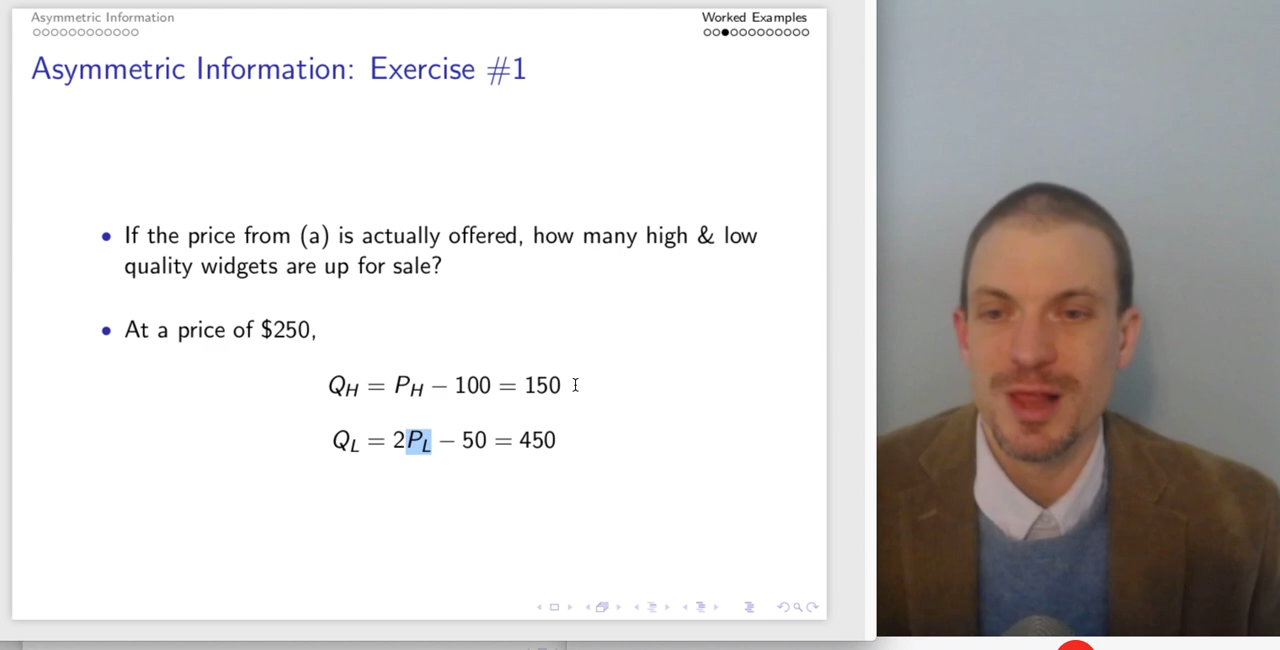 Asymmetric Information
Worked Examples
Asymmetric Information: Exercise #1
• If the price from (a) is actually offered, how many high & low
quality widgets are up for sale?
• At a price of $250,
Q_H = P_H − 100 = 150
Q_L = 2P_L − 50 = 450